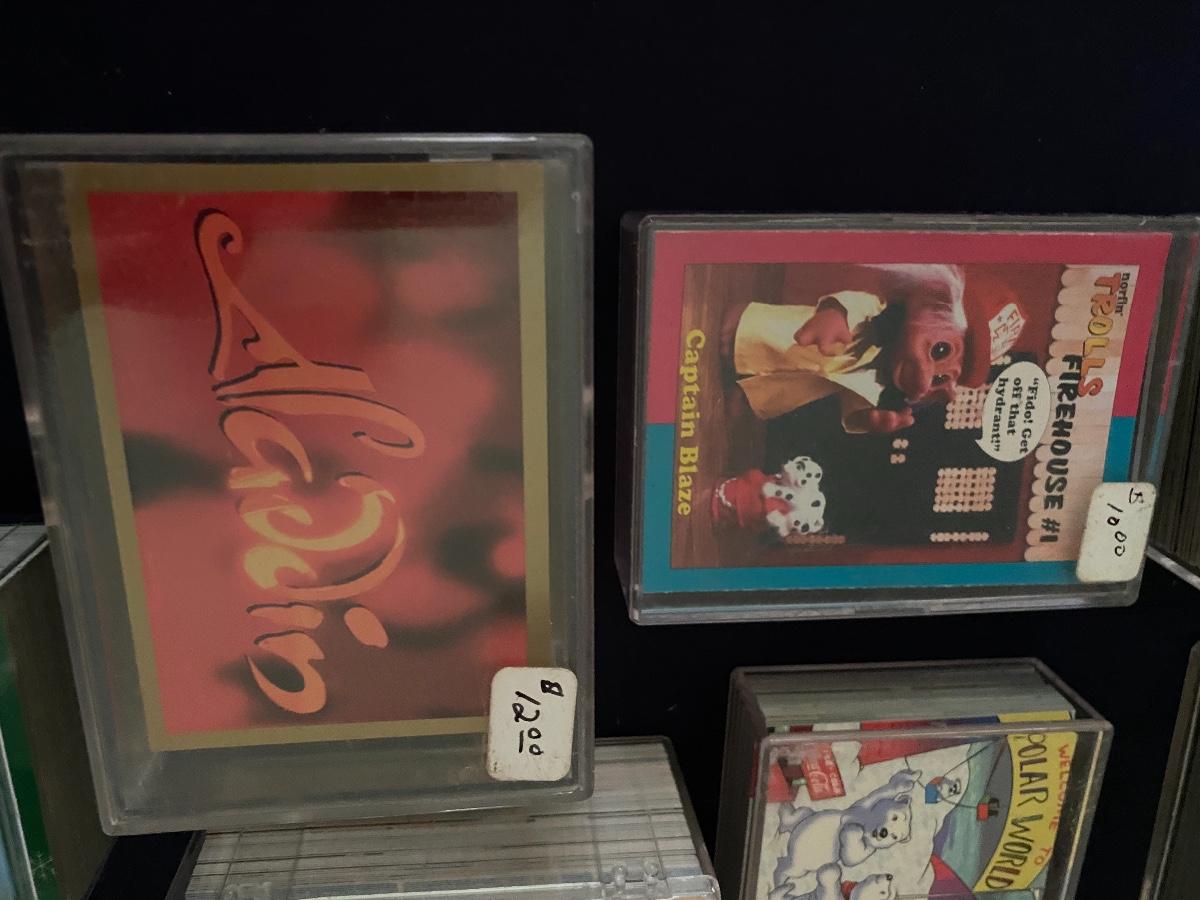 Aladdin
$12.00
norfin'
TROLLS
FIREHOUSE #1
"Fido! Get
off that
hydrant!"
Captain Blaze
$10.00
WELCOME TO
POLAR WORLD